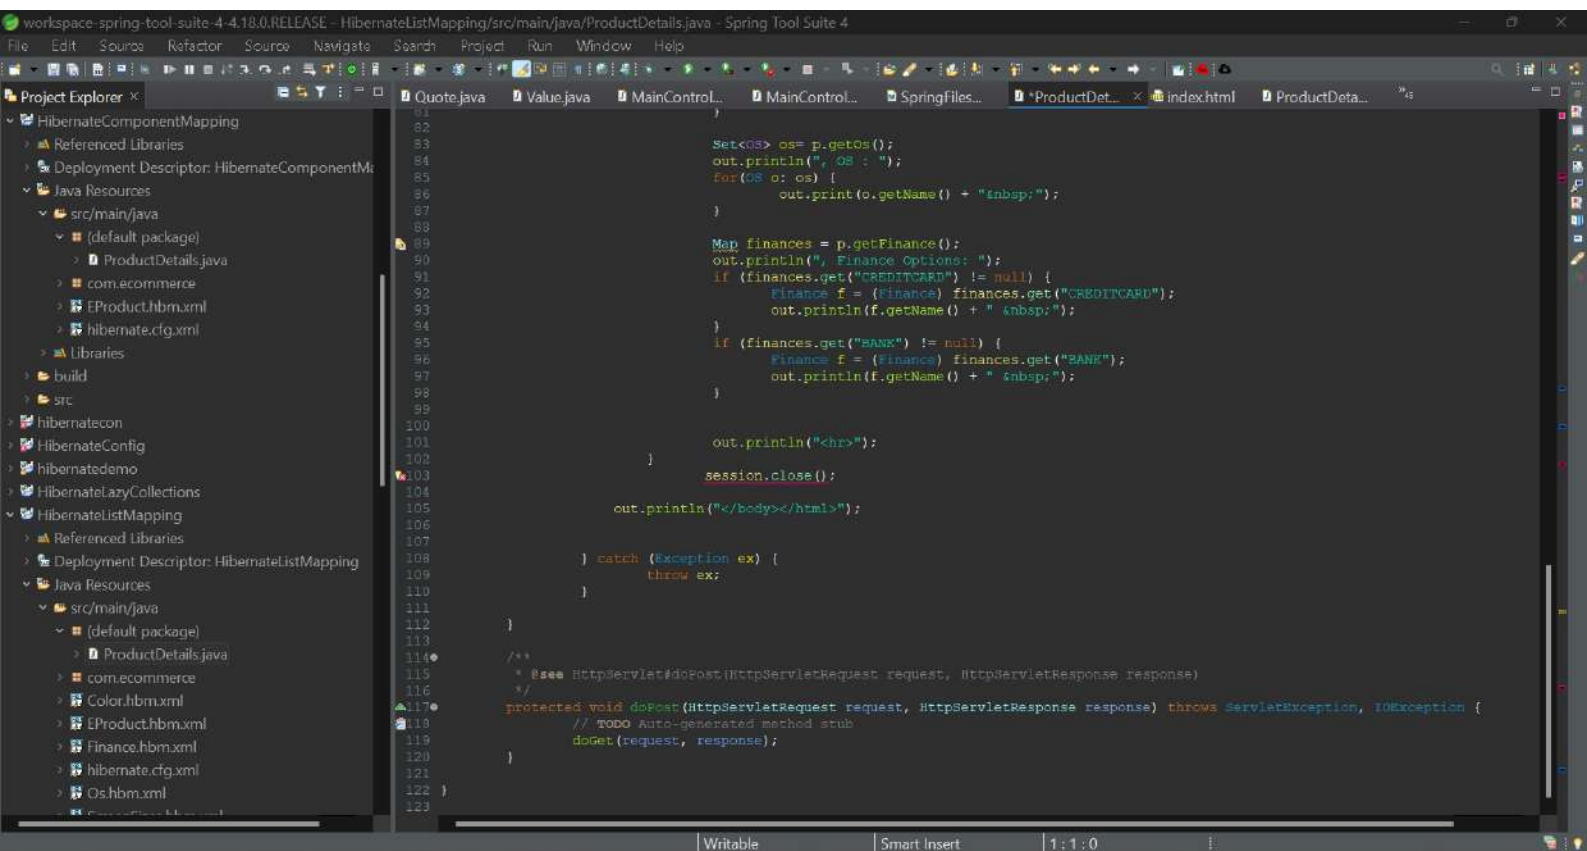 workspace-spring-tool-suite-4-4.18.0.RELEASE - HibernateListMapping/src/main/java/ProductDetails.java - Spring Tool Suite 4
File Edit Source Refactor Source Navigate Search Project Run Window Help
Project Explorer
Quote.java Value.java MainControl... MainControl... SpringFiles... *ProductDet... index.html ProductDeta... »45
HibernateComponentMapping
Referenced Libraries
Deployment Descriptor: HibernateComponentMa
Java Resources
src/main/java
(default package)
ProductDetails.java
com.ecommerce
EProduct.hbm.xml
hibernate.cfg.xml
Libraries
build
src
hibernatecon
HibernateConfig
hibernatedemo
HibernateLazyCollections
HibernateListMapping
Referenced Libraries
Deployment Descriptor: HibernateListMapping
Java Resources
src/main/java
(default package)
ProductDetails.java
com.ecommerce
Color.hbm.xml
EProduct.hbm.xml
Finance.hbm.xml
hibernate.cfg.xml
Os.hbm.xml
81 }
82
83 Set<OS> os= p.getOs();
84 out.println(", OS : ");
85 for(OS o: os) {
86 out.print(o.getName() + "&nbsp;");
87 }
88
89 Map finances = p.getFinance();
90 out.println(", Finance Options: ");
91 if (finances.get("CREDITCARD") != null) {
92 Finance f = (Finance) finances.get("CREDITCARD");
93 out.println(f.getName() + " &nbsp;");
94 }
95 if (finances.get("BANK") != null) {
96 Finance f = (Finance) finances.get("BANK");
97 out.println(f.getName() + " &nbsp;");
98 }
99
100
101 out.println("<hr>");
102 }
103 session.close();
104
105 out.println("</body></html>");
106
107
108 } catch (Exception ex) {
109 throw ex;
110 }
111
112 }
113
114 /**
115 * @see HttpServlet#doPost(HttpServletRequest request, HttpServletResponse response)
116 */
117 protected void doPost(HttpServletRequest request, HttpServletResponse response) throws ServletException, IOException {
118 // TODO Auto-generated method stub
119 doGet(request, response);
120 }
121
122 }
123
Writable Smart Insert 1 : 1 : 0